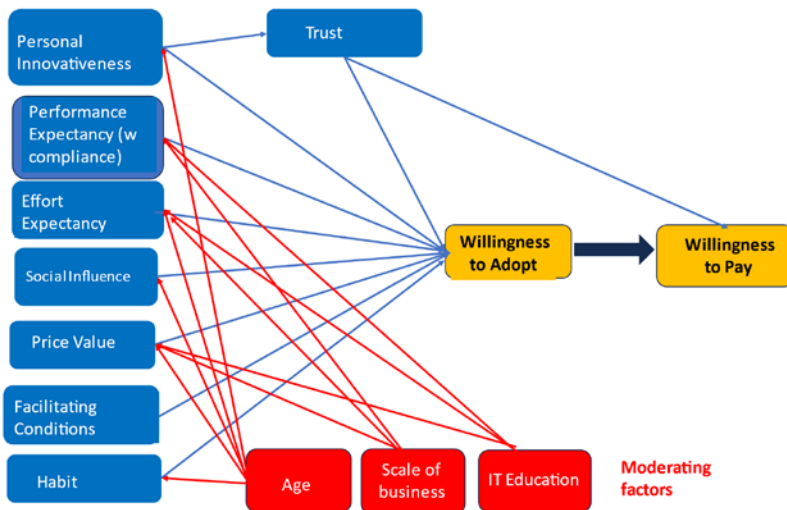 Personal
Innovativeness
Trust
Performance
Expectancy (w
compliance)
Effort
Expectancy
Social Influence
Willingness
to Adopt
Willingness
to Pay
Price Value
Facilitating
Conditions
Habit
Age
Scale of
business
IT Education
Moderating
factors